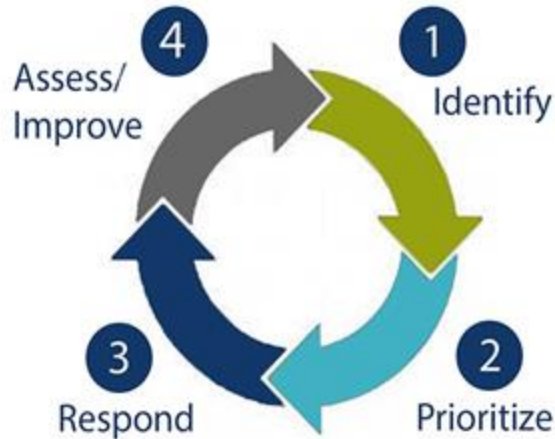 1
Identify
2
Prioritize
3
Respond
4
Assess/
Improve